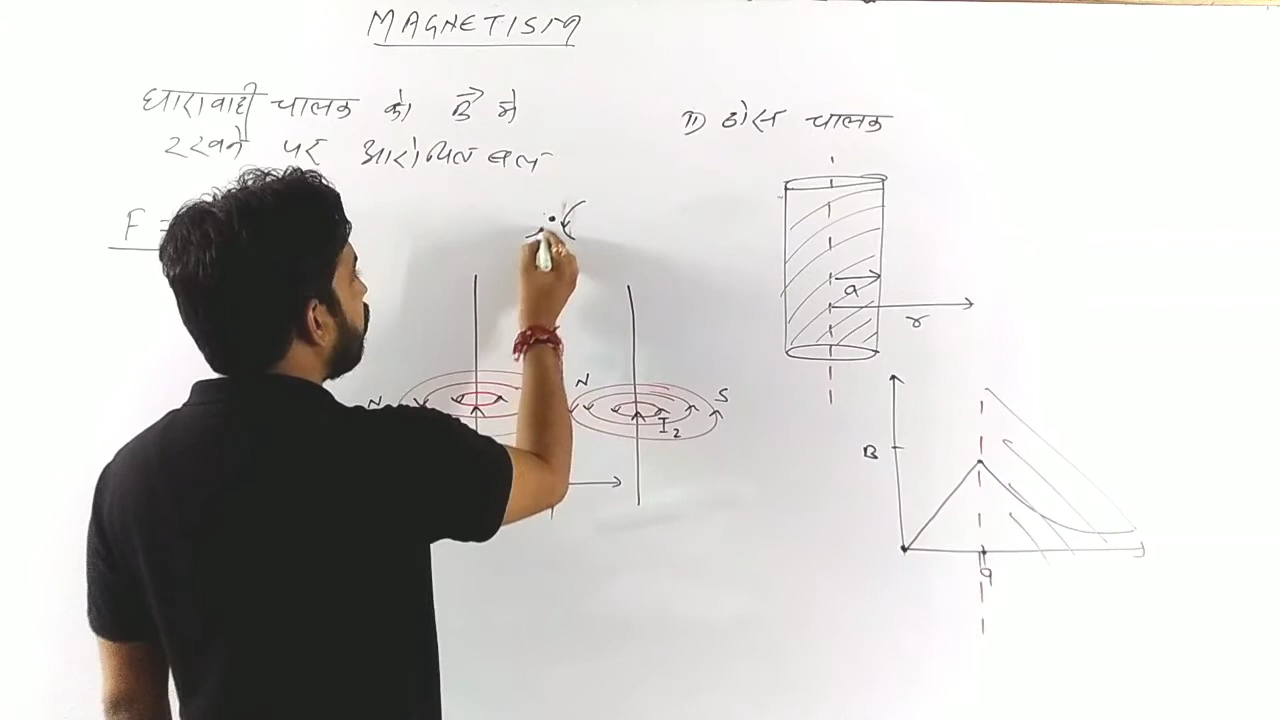 MAGNETISM
धारावाही चालक को B→ मे
रखने पर आरोपित बल
F =
N
N
S
I₂
II) ठोस चालक
a
r
B
a